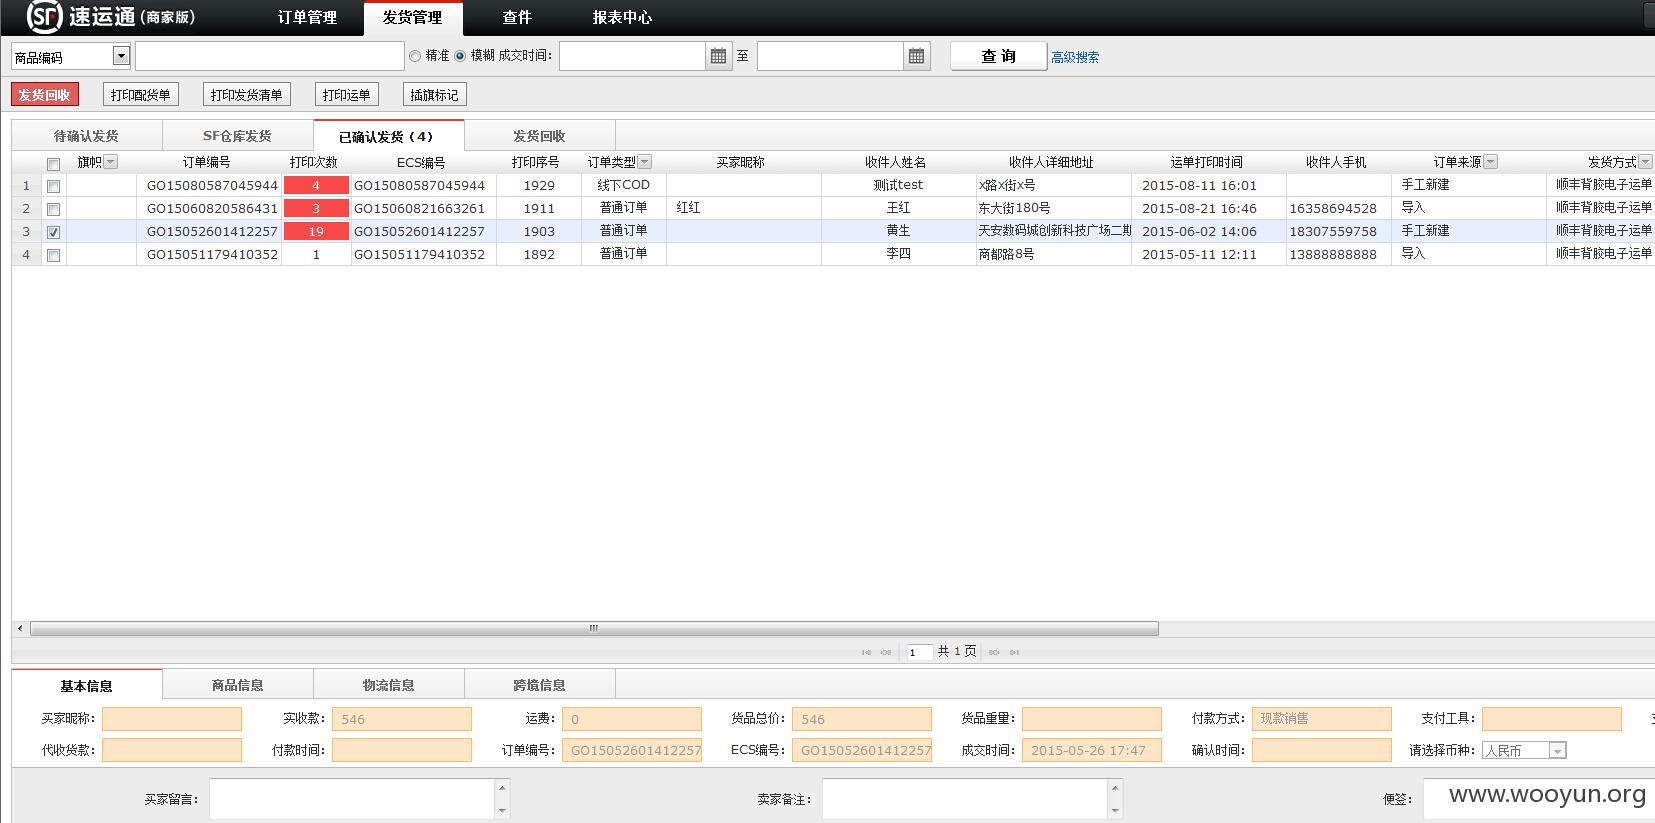 SF 速运通(商家版) 订单管理 发货管理 查件 报表中心
商品编码 精准 模糊 成交时间: 至 查 询 高级搜索
发货回收 打印配货单 打印发货清单 打印运单 插旗标记
待确认发货 SF仓库发货 已确认发货（4） 发货回收
旗帜 订单编号 打印次数 ECS编号 打印序号 订单类型 买家昵称 收件人姓名 收件人详细地址 运单打印时间 收件人手机 订单来源 发货方式
1 GO15080587045944 4 GO15080587045944 1929 线下COD 测试test x路x街x号 2015-08-11 16:01 手工新建 顺丰背胶电子运单
2 GO15060820586431 3 GO15060821663261 1911 普通订单 红红 王红 东大街180号 2015-08-21 16:46 16358694528 导入 顺丰背胶电子运单
3 GO15052601412257 19 GO15052601412257 1903 普通订单 黄生 天安数码城创新科技广场二期 2015-06-02 14:06 18307559758 手工新建 顺丰背胶电子运单
4 GO15051179410352 1 GO15051179410352 1892 普通订单 李四 商都路8号 2015-05-11 12:11 13888888888 导入 顺丰背胶电子运单
1 共 1 页
基本信息 商品信息 物流信息 跨境信息
买家昵称: 实收款: 546 运费: 0 货品总价: 546 货品重量: 付款方式: 现款销售 支付工具:
代收货款: 付款时间: 订单编号: GO15052601412257 ECS编号: GO15052601412257 成交时间: 2015-05-26 17:47 确认时间: 请选择币种: 人民币
买家留言: 卖家备注: 便签:
www.wooyun.org